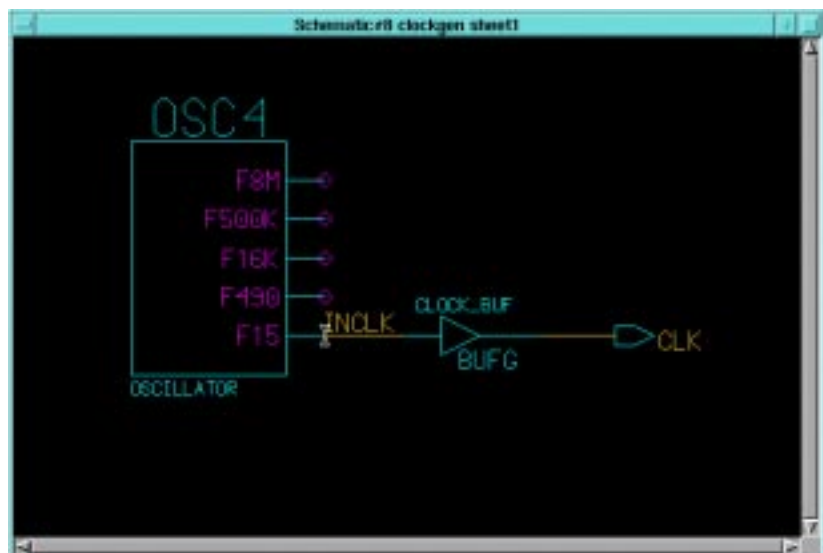 Schematic:r8 clockgen sheet1
OSC4
F8M
F500K
F16K
F490
F15
INCLK
CLOCK_BUF
BUFG
CLK
OSCILLATOR